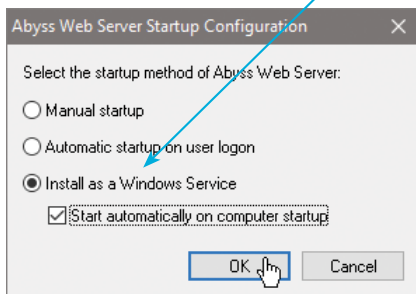 Abyss Web Server Startup Configuration
Select the startup method of Abyss Web Server:
Manual startup
Automatic startup on user logon
Install as a Windows Service
Start automatically on computer startup
OK Cancel